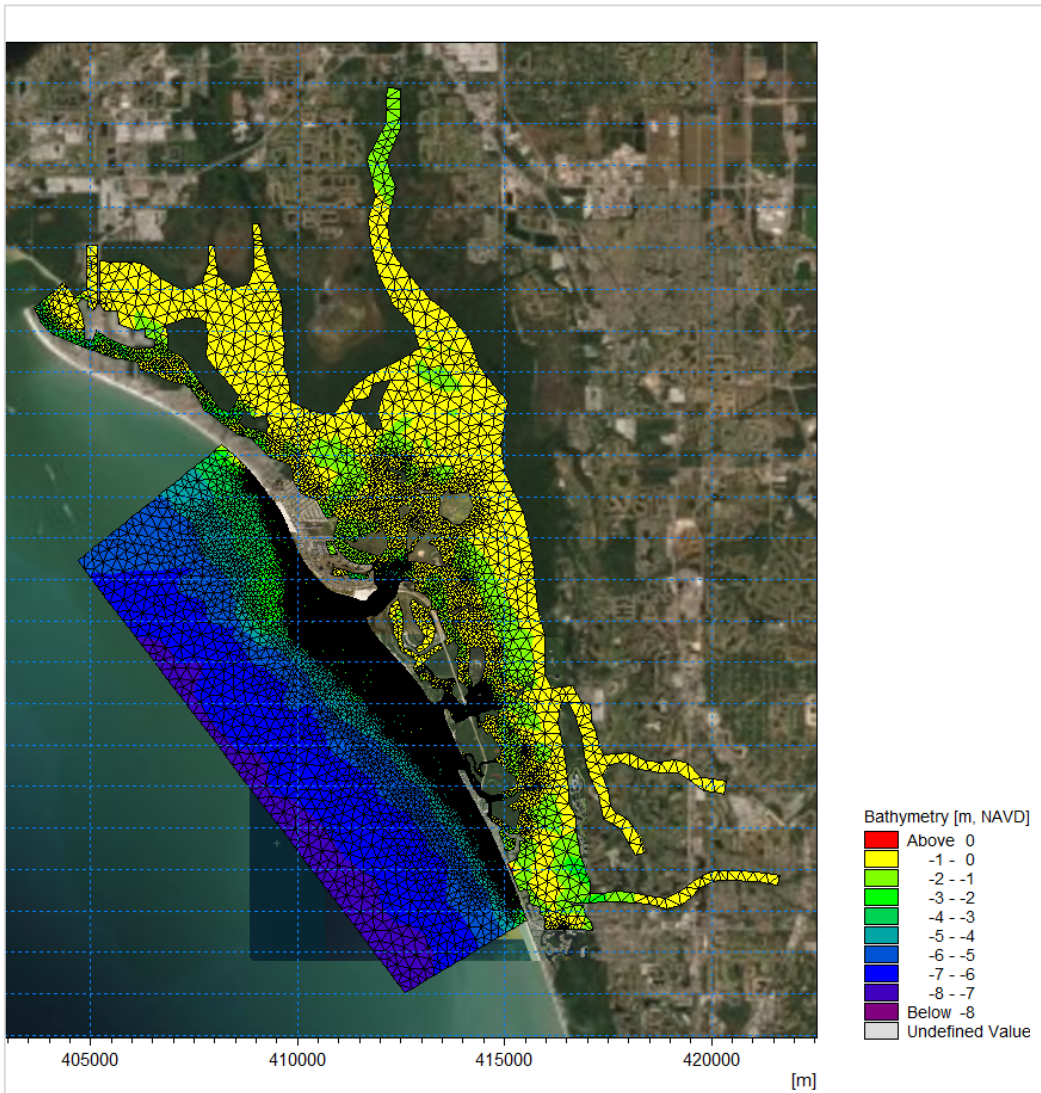 Bathymetry [m, NAVD]
Above 0
-1 - 0
-2 - -1
-3 - -2
-4 - -3
-5 - -4
-6 - -5
-7 - -6
-8 - -7
Below -8
Undefined Value
405000 410000 415000 420000
[m]